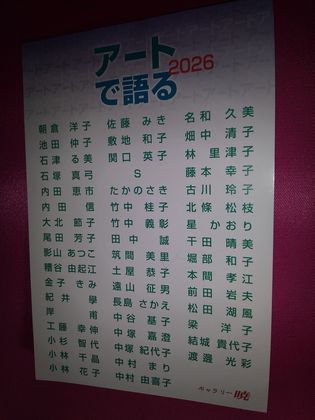 アートで語る
2026
朝倉 洋子
池田 仲子
石津 る美
石塚 真弓
内田 恵市
内田 信
大北 節子
尾田 芳子
影山 あつこ
糟谷 由起江
金子 きみ
紀井 學
岸 甫
工藤 幸伸
小杉 智代
小林 千晶
小林 花子
佐藤 みき
敷地 和子
関口 英子
S
たかのさき
竹中 桂子
竹中 義彰
田中 誠
筑間 美里
土屋 恭子
遠山 征男
長島 さかえ
中谷 基子
中塚 嘉澄
中塚 紀代子
中村 まり
中村 由喜子
名和 久美
畑中 清子
林 里津子
藤本 幸子
古川 玲子
北條 松枝
星 かおり
干田 晴美
堀部 和子
本間 孝江
前田 岩夫
松田 湖風
梁 洋子
結城 霞代
渡邊 光彩
ギャラリー暁